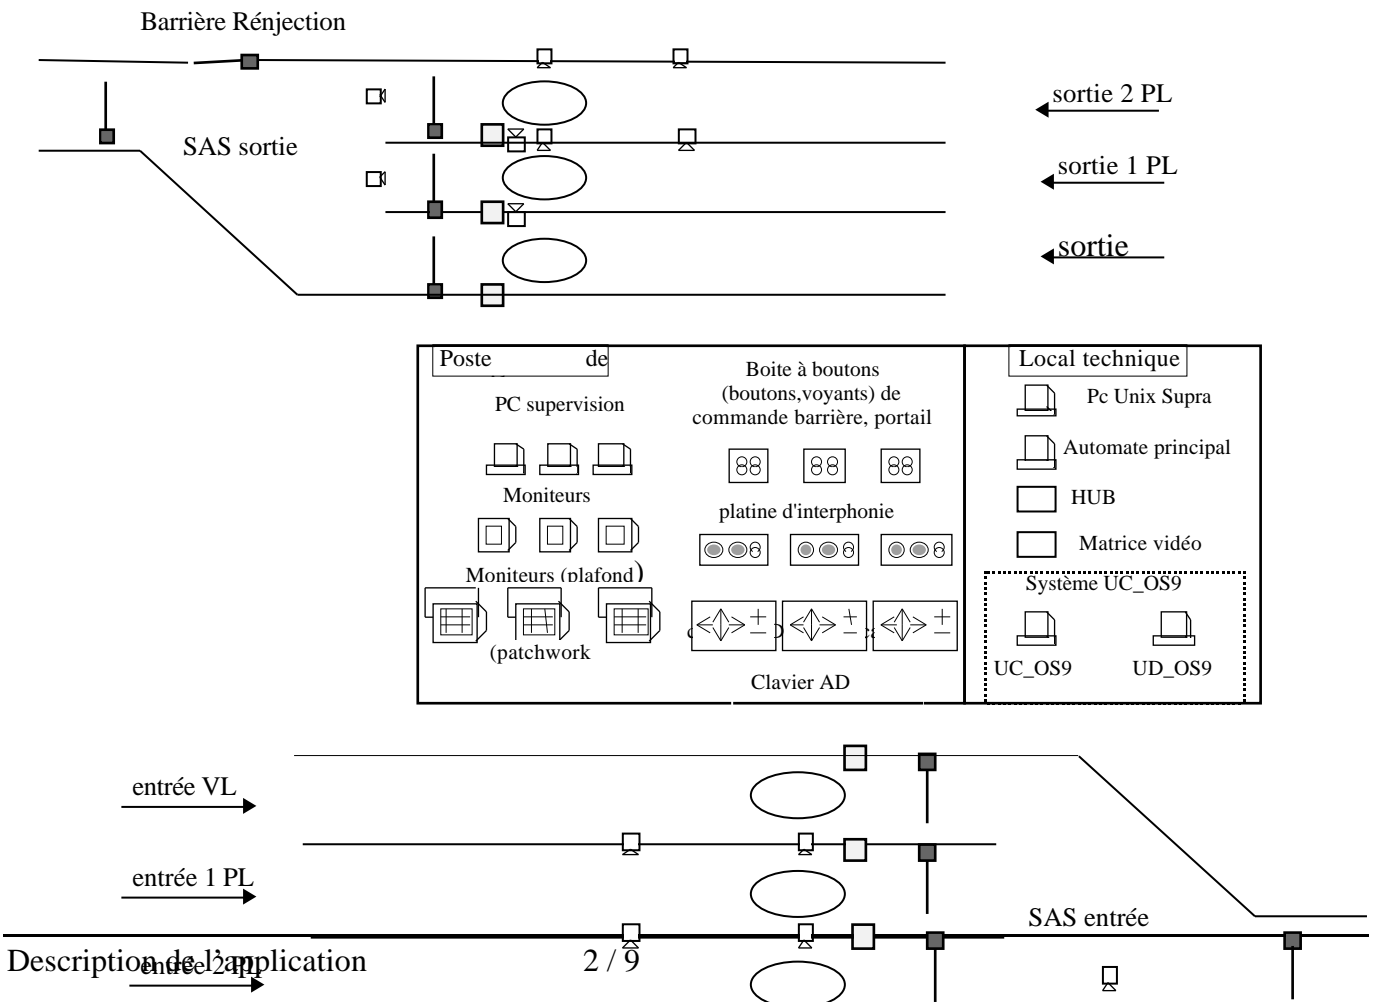 Barrière Rénjection
sortie 2 PL
SAS sortie
sortie 1 PL
sortie
Poste de
PC supervision
Moniteurs
Moniteurs (plafond)
(patchwork
Boite à boutons
(boutons,voyants) de
commande barrière, portail
platine d'interphonie
Clavier AD
Local technique
Pc Unix Supra
Automate principal
HUB
Matrice vidéo
Système UC_OS9
UC_OS9
UD_OS9
entrée VL
entrée 1 PL
SAS entrée
entrée 2 PL
Description de l’application 2 / 9